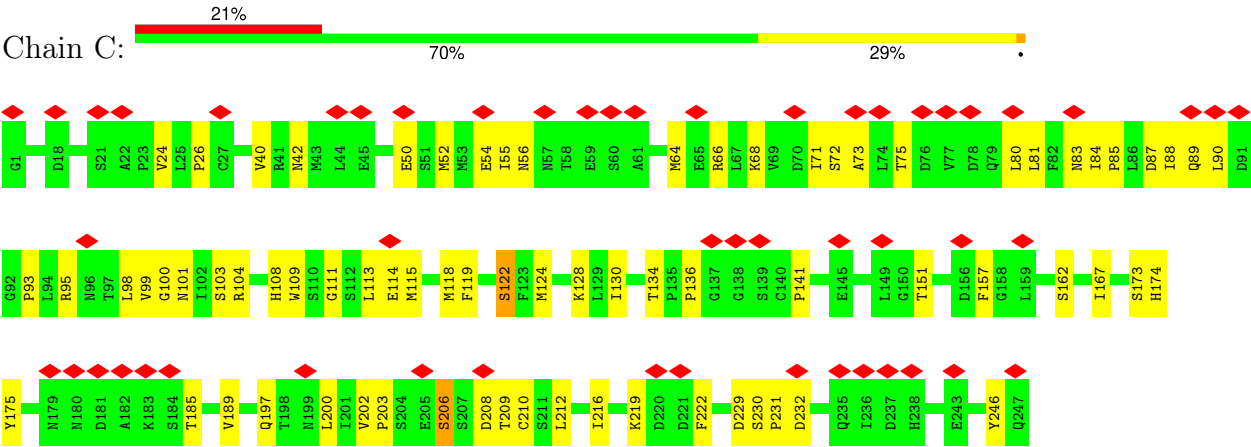 21%
Chain C:
70% 29% •
G1 D18 S21 A22 P23 V24 L25 P26 C27 V40 R41 N42 M43 L44 E45 E50 S51 M52 M53 E54 I55 N56 N57 T58 E59 S60 A61 M64 E65 R66 L67 K68 V69 D70 I71 S72 A73 L74 T75 D76 V77 D78 Q79 L80 L81 F82 N83 I84 P85 L86 D87 I88 Q89 L90 D91
G92 P93 L94 R95 N96 T97 L98 V99 G100 N101 I102 S103 R104 H108 W109 S110 G111 S112 L113 E114 M115 M118 F119 S122 F123 M124 K128 L129 I130 T134 P135 P136 G137 G138 S139 C140 P141 E145 L149 G150 T151 D156 F157 G158 L159 S162 I167 S173 H174
Y175 N179 N180 D181 A182 K183 S184 T185 V189 Q197 T198 N199 L200 I201 V202 P203 S204 E205 S206 S207 D208 T209 C210 S211 L212 I216 K219 D220 D221 F222 D229 S230 P231 D232 Q235 I236 D237 H238 E243 Y246 Q247